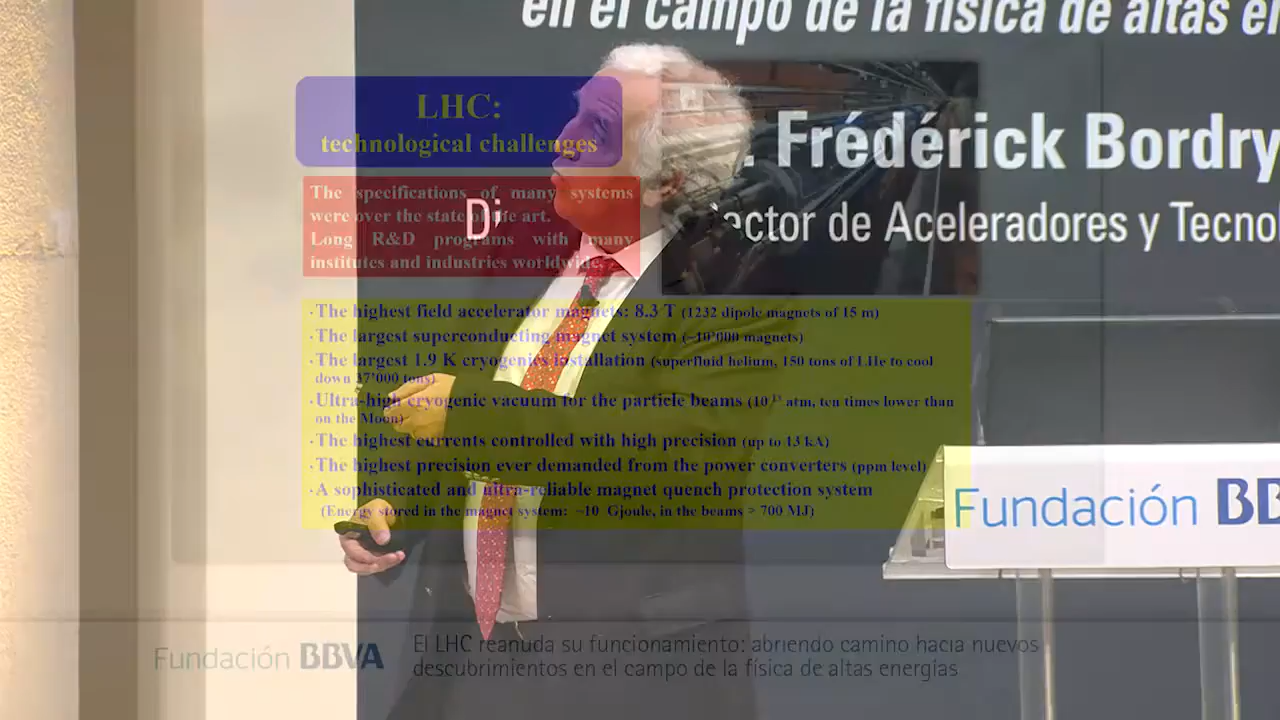 en el campo de la física de altas en
. Frédérick Bordry
Di ector de Aceleradores y Tecnol
LHC:
technological challenges
The specifications of many systems
were over the state of the art.
Long R&D programs with many
institutes and industries worldwide.
·The highest field accelerator magnets: 8.3 T (1232 dipole magnets of 15 m)
·The largest superconducting magnet system (~10'000 magnets)
·The largest 1.9 K cryogenics installation (superfluid helium, 150 tons of LHe to cool
down 37'000 tons)
·Ultra-high cryogenic vacuum for the particle beams (10⁻¹³ atm, ten times lower than
on the Moon)
·The highest currents controlled with high precision (up to 13 kA)
·The highest precision ever demanded from the power converters (ppm level)
·A sophisticated and ultra-reliable magnet quench protection system
(Energy stored in the magnet system: ~10 Gjoule, in the beams > 700 MJ)
Fundación BB
Fundación BBVA
El LHC reanuda su funcionamiento: abriendo camino hacia nuevos
descubrimientos en el campo de la física de altas energías